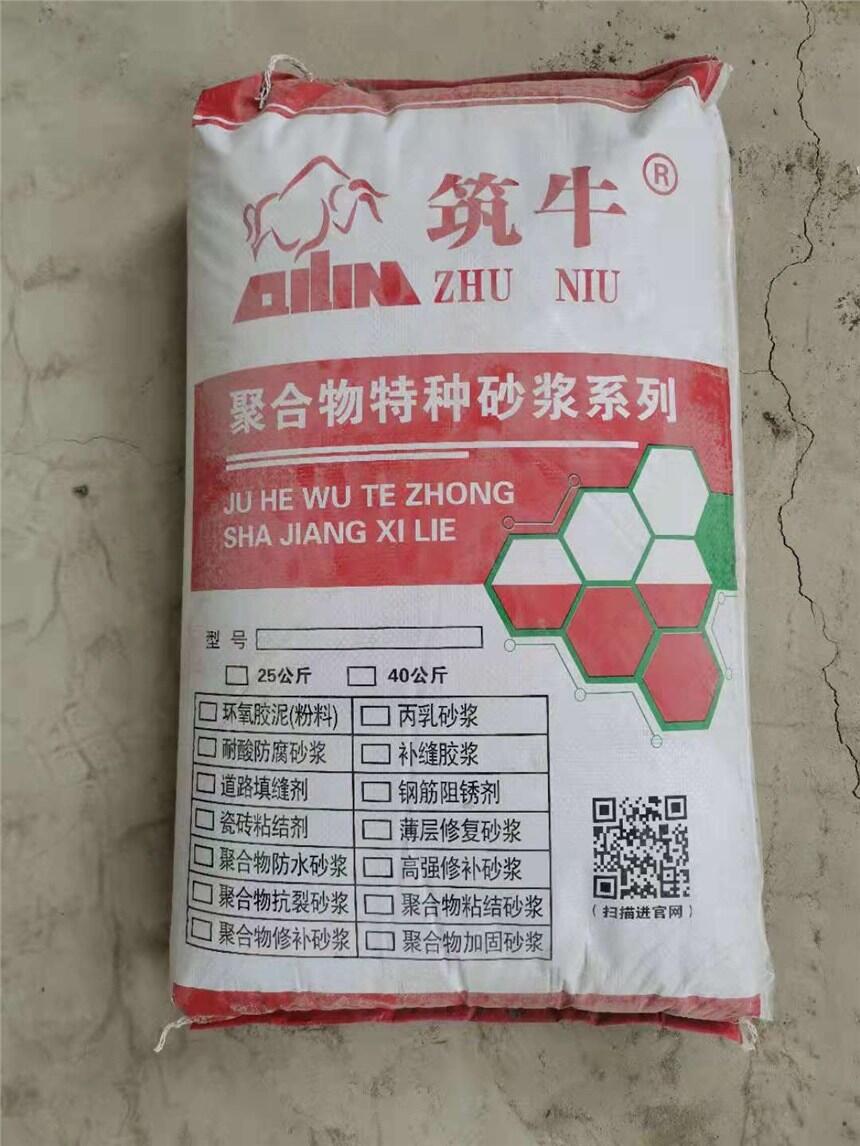 筑牛®
QILIN ZHU NIU
聚合物特种砂浆系列
JU HE WU TE ZHONG
SHA JIANG XI LIE
型号
25公斤 40公斤
环氧胶泥(粉料) 丙乳砂浆
耐酸防腐砂浆 补缝胶浆
道路填缝剂 钢筋阻锈剂
瓷砖粘结剂 薄层修复砂浆
聚合物防水砂浆 高强修补砂浆
聚合物抗裂砂浆 聚合物粘结砂浆
聚合物修补砂浆 聚合物加固砂浆
(扫描进官网)